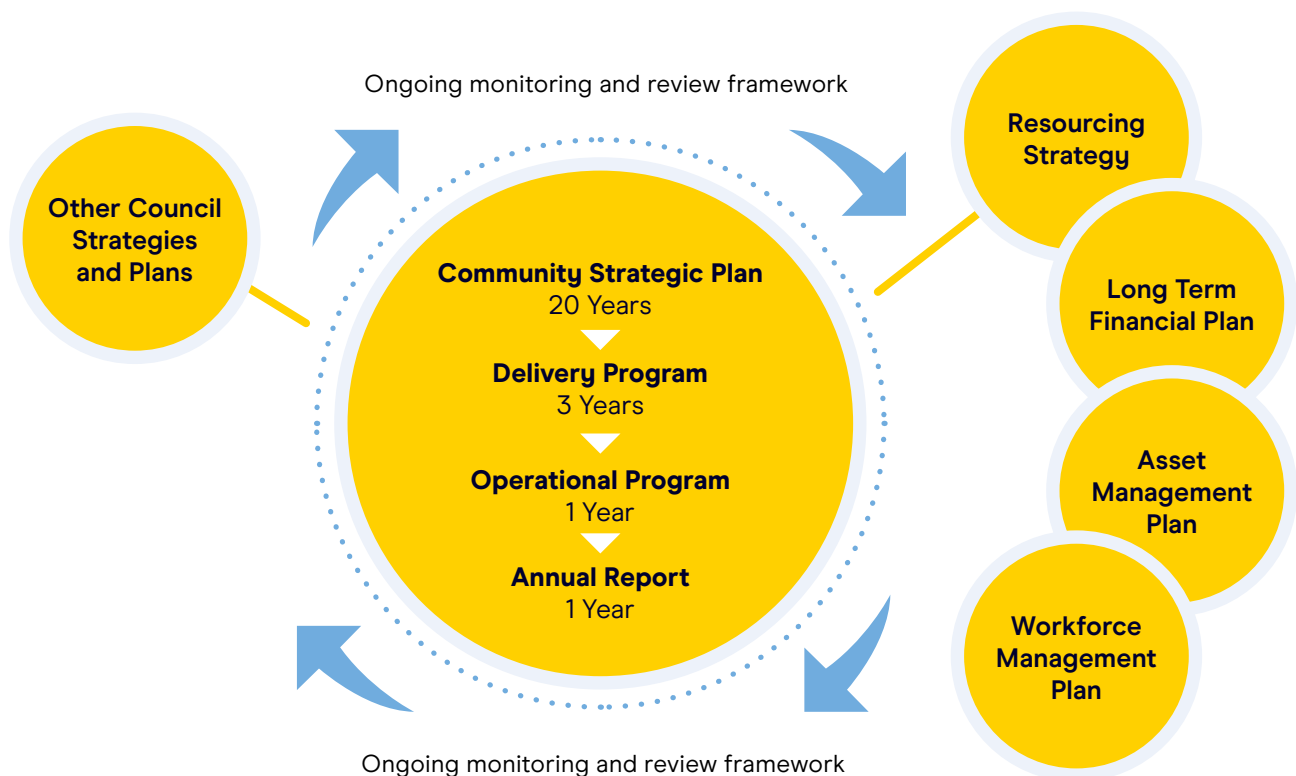 Ongoing monitoring and review framework
Other Council
Strategies
and Plans
Community Strategic Plan
20 Years
Delivery Program
3 Years
Operational Program
1 Year
Annual Report
1 Year
Resourcing
Strategy
Long Term
Financial Plan
Asset
Management
Plan
Workforce
Management
Plan
Ongoing monitoring and review framework